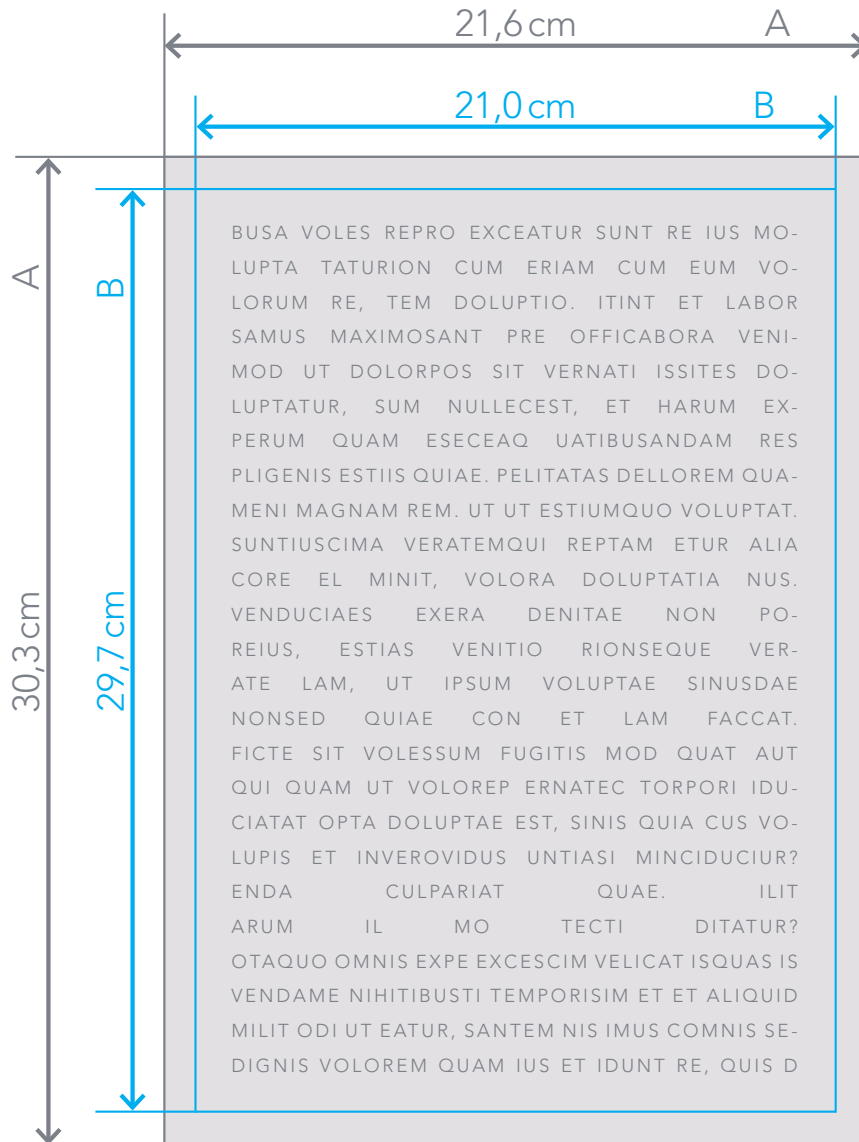 21,6 cm A
21,0 cm B
A
B
30,3 cm
29,7 cm
BUSA VOLES REPRO EXCEATUR SUNT RE IUS MO-
LUPTA TATURION CUM ERIAM CUM EUM VO-
LORUM RE, TEM DOLUPTIO. ITINT ET LABOR
SAMUS MAXIMOSANT PRE OFFICABORA VENI-
MOD UT DOLORPOS SIT VERNATI ISSITES DO-
LUPTATUR, SUM NULLECEST, ET HARUM EX-
PERUM QUAM ESECEAQ UATIBUSANDAM RES
PLIGENIS ESTIIS QUIAE. PELITATAS DELLOREM QUA-
MENI MAGNAM REM. UT UT ESTIUMQUO VOLUPTAT.
SUNTIUSCIMA VERATEMQUI REPTAM ETUR ALIA
CORE EL MINIT, VOLORA DOLUPTATIA NUS.
VENDUCIAES EXERA DENITAE NON PO-
REIUS, ESTIAS VENITIO RIONSEQUE VER-
ATE LAM, UT IPSUM VOLUPTAE SINUSDAE
NONSED QUIAE CON ET LAM FACCAT.
FICTE SIT VOLESSUM FUGITIS MOD QUAT AUT
QUI QUAM UT VOLOREP ERNATEC TORPORI IDU-
CIATAT OPTA DOLUPTAE EST, SINIS QUIA CUS VO-
LUPIS ET INVEROVIDUS UNTIASI MINCIDUCIUR?
ENDA CULPARIAT QUAE. ILIT
ARUM IL MO TECTI DITATUR?
OTAQUO OMNIS EXPE EXCESCIM VELICAT ISQUAS IS
VENDAME NIHITIBUSTI TEMPORISIM ET ET ALIQUID
MILIT ODI UT EATUR, SANTEM NIS IMUS COMNIS SE-
DIGNIS VOLOREM QUAM IUS ET IDUNT RE, QUIS D